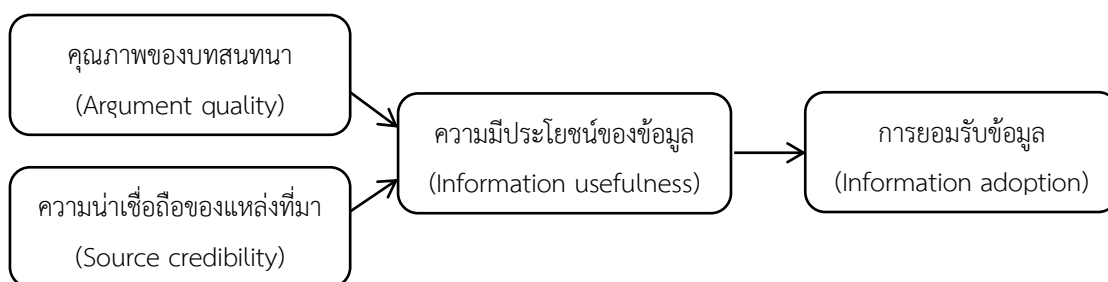 คุณภาพของบทสนทนา
(Argument quality)
ความน่าเชื่อถือของแหล่งที่มา
(Source credibility)
ความมีประโยชน์ของข้อมูล
(Information usefulness)
การยอมรับข้อมูล
(Information adoption)